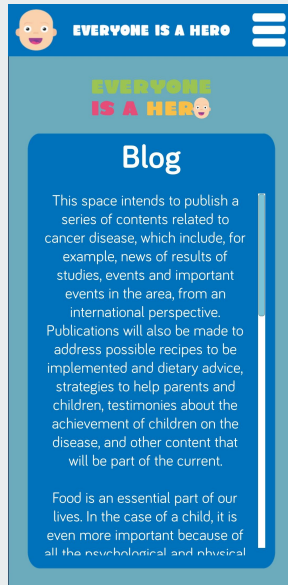 EVERYONE IS A HERO
EVERYONE
IS A HERO
Blog
This space intends to publish a
series of contents related to
cancer disease, which include, for
example, news of results of
studies, events and important
events in the area, from an
international perspective.
Publications will also be made to
address possible recipes to be
implemented and dietary advice,
strategies to help parents and
children, testimonies about the
achievement of children on the
disease, and other content that
will be part of the current.
Food is an essential part of our
lives. In the case of a child, it is
even more important because of
all the psychological and physical